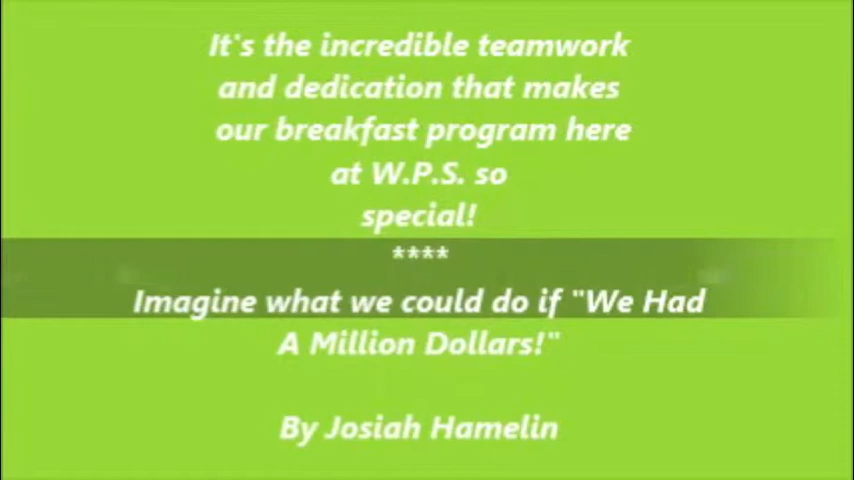 It's the incredible teamwork
and dedication that makes
our breakfast program here
at W.P.S. so
special!
****
Imagine what we could do if "We Had
A Million Dollars!"
By Josiah Hamelin